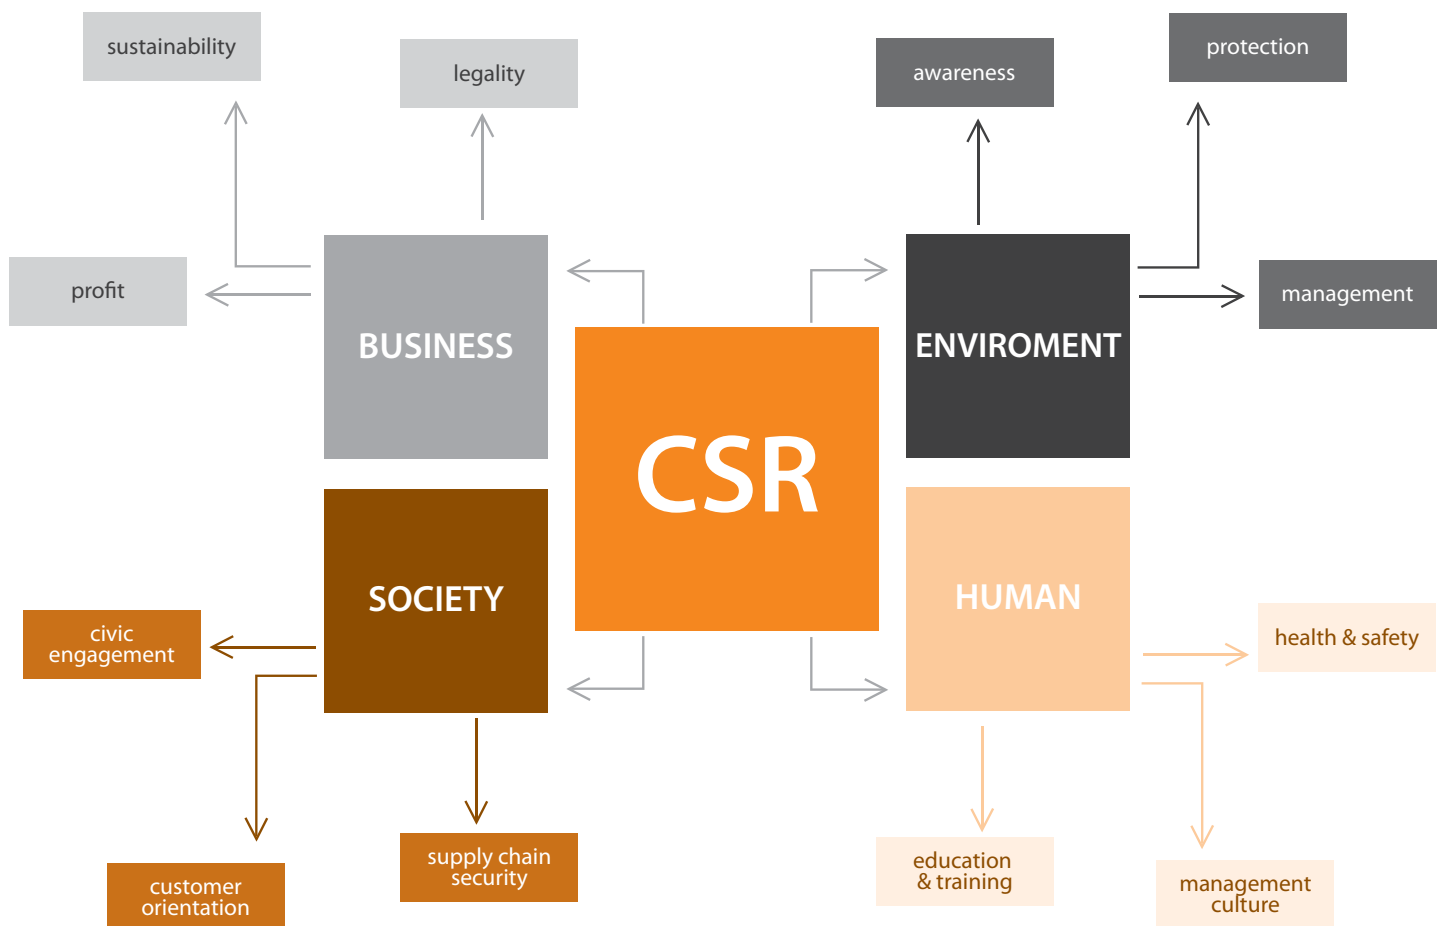 sustainability
legality
awareness
protection
profit
management
BUSINESS
ENVIROMENT
CSR
SOCIETY
HUMAN
civic
engagement
health & safety
customer
orientation
supply chain
security
education
& training
management
culture